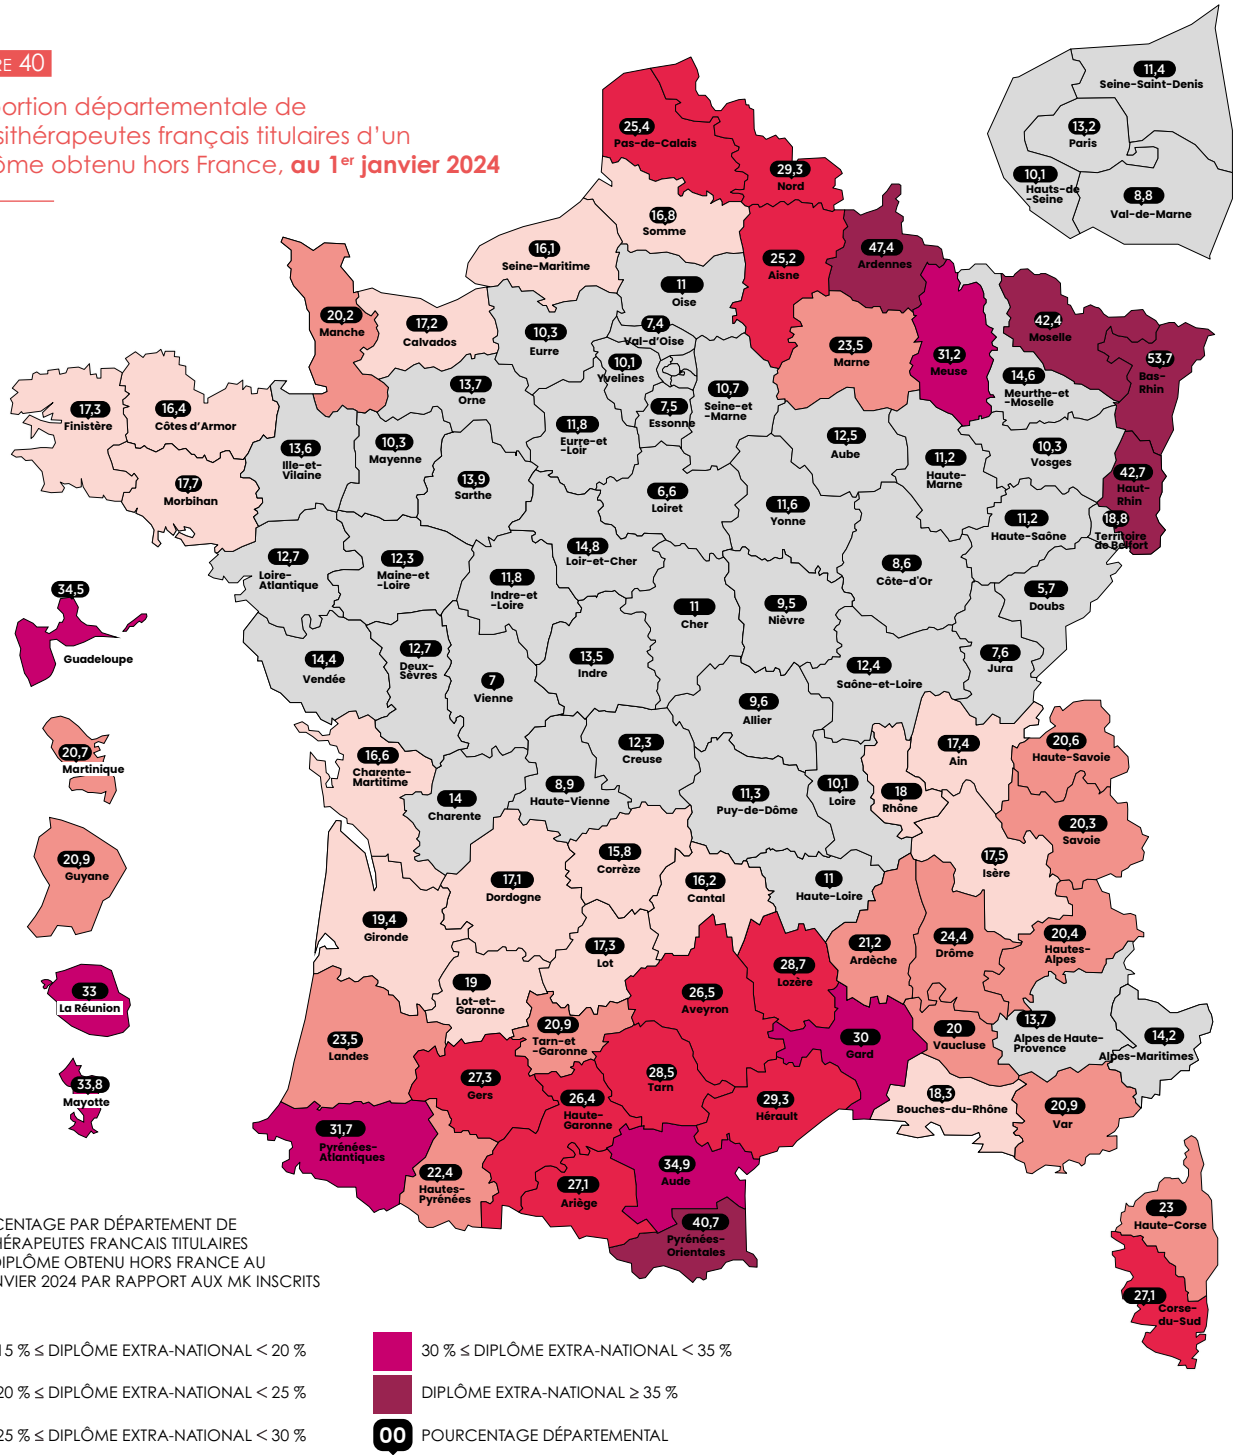 RE 40
ortion départementale de
sithérapeutes français titulaires d'un
ôme obtenu hors France, au 1er janvier 2024
11,4
Seine-Saint-Denis
13,2
Paris
10,1
Hauts-de
-Seine
8,8
Val-de-Marne
25,4
Pas-de-Calais
29,3
Nord
16,8
Somme
16,1
Seine-Maritime
25,2
Aisne
47,4
Ardennes
11
Oise
20,2
Manche
17,2
Calvados
10,3
Eurre
7,4
Val-d'Oise
10,1
Yvelines
23,5
Marne
31,2
Meuse
42,4
Moselle
53,7
Bas-
Rhin
14,6
Meurthe-et
-Moselle
13,7
Orne
10,7
Seine-et
-Marne
7,5
Essonne
17,3
Finistère
16,4
Côtes d'Armor
13,6
Ille-et-
Vilaine
10,3
Mayenne
11,8
Eurre-et
-Loir
12,5
Aube
11,2
Haute-
Marne
10,3
Vosges
42,7
Haut-
Rhin
17,7
Morbihan
13,9
Sarthe
6,6
Loiret
11,6
Yonne
11,2
Haute-Saône
18,8
Territoire
de Belfort
12,7
Loire-
Atlantique
12,3
Maine-et
-Loire
11,8
Indre-et
-Loire
14,8
Loir-et-Cher
8,6
Côte-d'Or
5,7
Doubs
34,5
Guadeloupe
11
Cher
9,5
Nièvre
14,4
Vendée
12,7
Deux-
Sèvres
7
Vienne
13,5
Indre
12,4
Saône-et-Loire
7,6
Jura
9,6
Allier
20,7
Martinique
16,6
Charente-
Martitime
12,3
Creuse
17,4
Ain
20,6
Haute-Savoie
14
Charente
8,9
Haute-Vienne
11,3
Puy-de-Dôme
10,1
Loire
18
Rhône
20,3
Savoie
20,9
Guyane
17,1
Dordogne
15,8
Corrèze
16,2
Cantal
11
Haute-Loire
17,5
Isère
19,4
Gironde
17,3
Lot
21,2
Ardèche
24,4
Drôme
20,4
Hautes-
Alpes
33
La Réunion
19
Lot-et-
Garonne
26,5
Aveyron
28,7
Lozère
23,5
Landes
20,9
Tarn-et
-Garonne
30
Gard
20
Vaucluse
13,7
Alpes de Haute-
Provence
14,2
Alpes-Maritimes
33,8
Mayotte
27,3
Gers
26,4
Haute-
Garonne
28,5
Tarn
29,3
Hérault
18,3
Bouches-du-Rhône
20,9
Var
31,7
Pyrénées-
Atlantiques
22,4
Hautes-
Pyrénées
27,1
Ariège
34,9
Aude
40,7
Pyrénées-
Orientales
23
Haute-Corse
27,1
Corse-
du-Sud
CENTAGE PAR DÉPARTEMENT DE
HÉRAPEUTES FRANCAIS TITULAIRES
DIPLÔME OBTENU HORS FRANCE AU
NVIER 2024 PAR RAPPORT AUX MK INSCRITS
15 % ≤ DIPLÔME EXTRA-NATIONAL < 20 %
20 % ≤ DIPLÔME EXTRA-NATIONAL < 25 %
25 % ≤ DIPLÔME EXTRA-NATIONAL < 30 %
30 % ≤ DIPLÔME EXTRA-NATIONAL < 35 %
DIPLÔME EXTRA-NATIONAL ≥ 35 %
00 POURCENTAGE DÉPARTEMENTAL